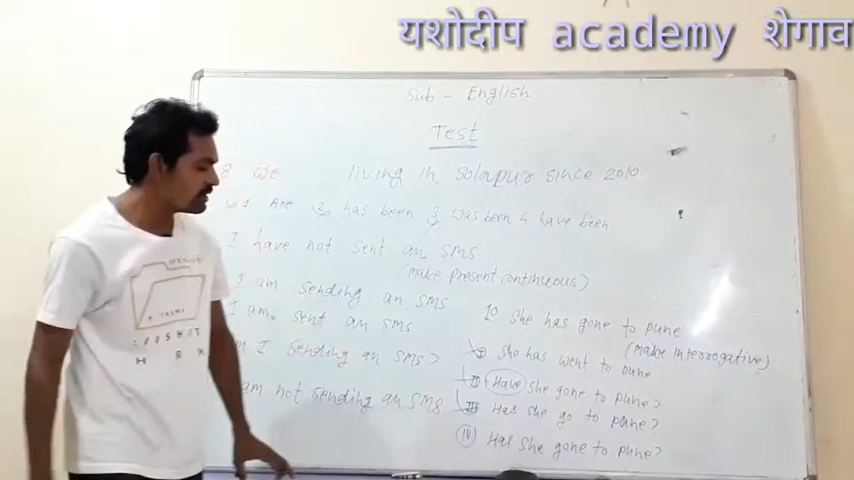 यशोदीप academy शेगाव
Sub - English
Test
we living in Solapur since 2010
1 Are 2 has been 3 was been 4 have been
I have not sent an sms
(make present continuous)
I am sending an sms
I am sent an sms
am I sending an sms?
am not sending an sms
10 She has gone to pune
(make interrogative)
I She has went to pune
II Have she gone to pune?
III Has she go to pune?
IV Has she gone to pune?